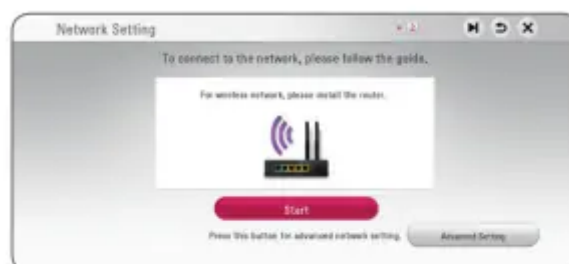 Network Setting
To connect to the network, please follow the guide.
For wireless network, please install the router.
Start
Press this button for advanced network setting.
Advanced Setting